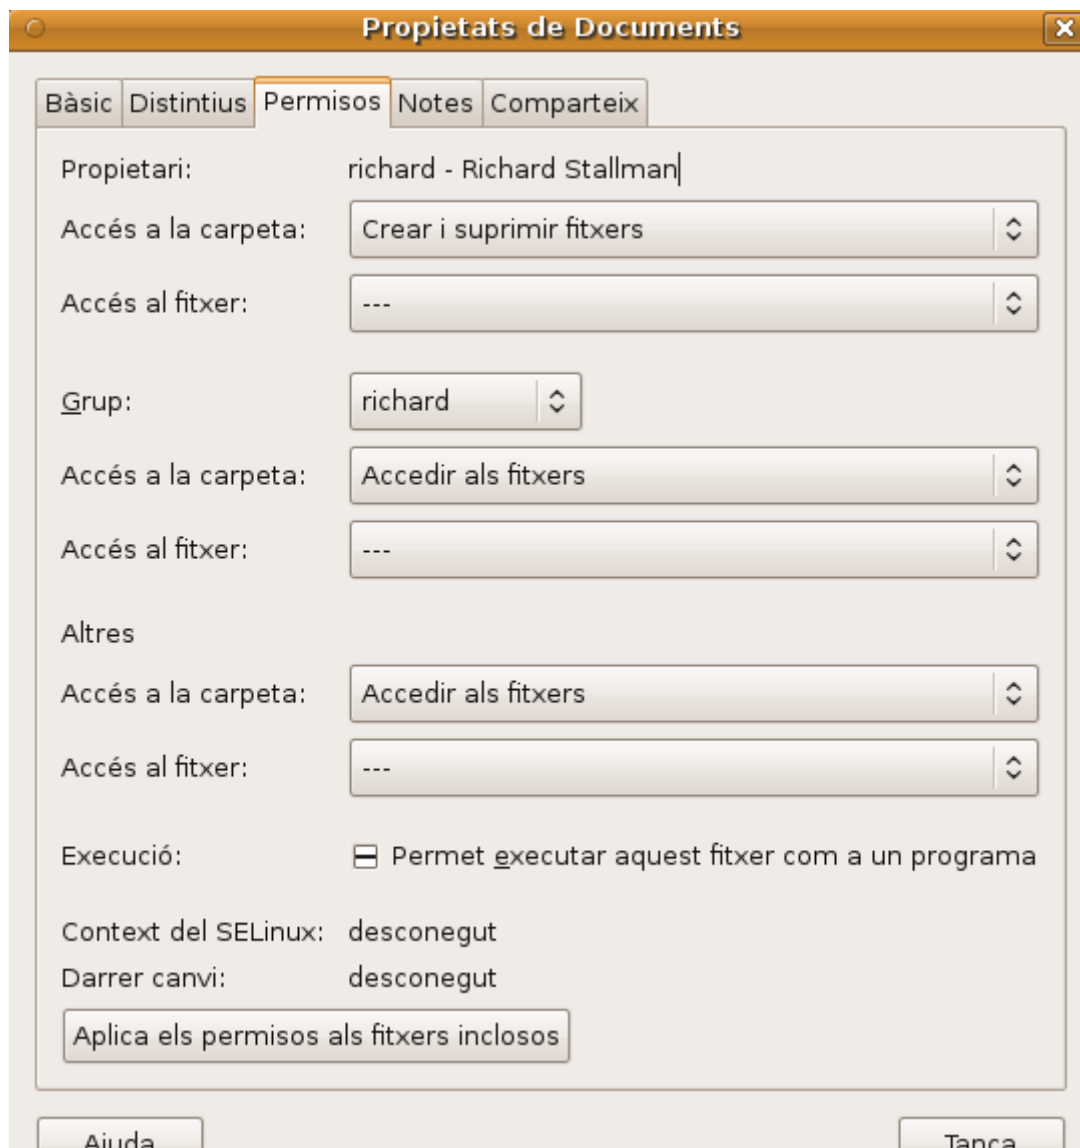 Propietats de Documents
Bàsic Distintius Permisos Notes Comparteix
Propietari: richard - Richard Stallman
Accés a la carpeta: Crear i suprimir fitxers
Accés al fitxer: ---
Grup: richard
Accés a la carpeta: Accedir als fitxers
Accés al fitxer: ---
Altres
Accés a la carpeta: Accedir als fitxers
Accés al fitxer: ---
Execució: Permet executar aquest fitxer com a un programa
Context del SELinux: desconegut
Darrer canvi: desconegut
Aplica els permisos als fitxers inclosos
Ajuda Tanca